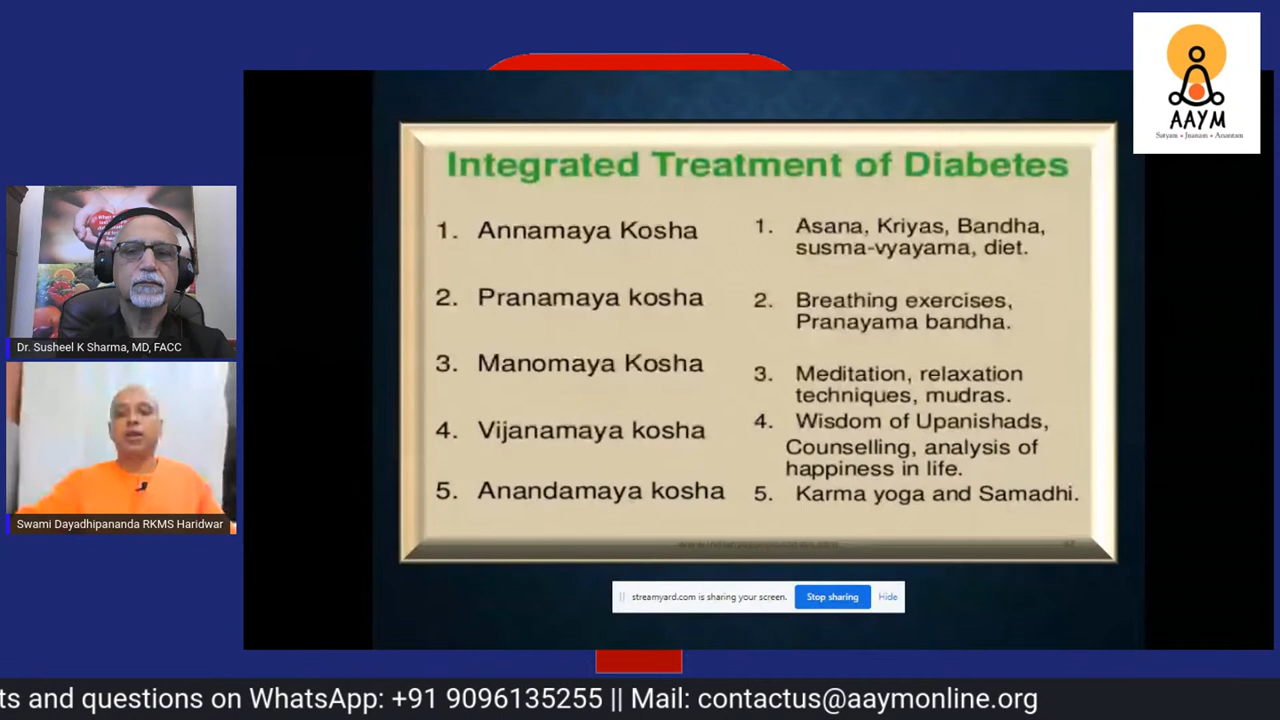 AAYM
Satyam • Jnanam • Anantam
Integrated Treatment of Diabetes
1. Annamaya Kosha
2. Pranamaya kosha
3. Manomaya Kosha
4. Vijanamaya kosha
5. Anandamaya kosha
1. Asana, Kriyas, Bandha,
susma-vyayama, diet.
2. Breathing exercises,
Pranayama bandha.
3. Meditation, relaxation
techniques, mudras.
4. Wisdom of Upanishads,
Counselling, analysis of
happiness in life.
5. Karma yoga and Samadhi.
Dr. Susheel K Sharma, MD, FACC
Swami Dayadhipananda RKMS Haridwar
streamyard.com is sharing your screen.
Stop sharing
Hide
ts and questions on WhatsApp: +91 9096135255 || Mail: contactus@aaymonline.org